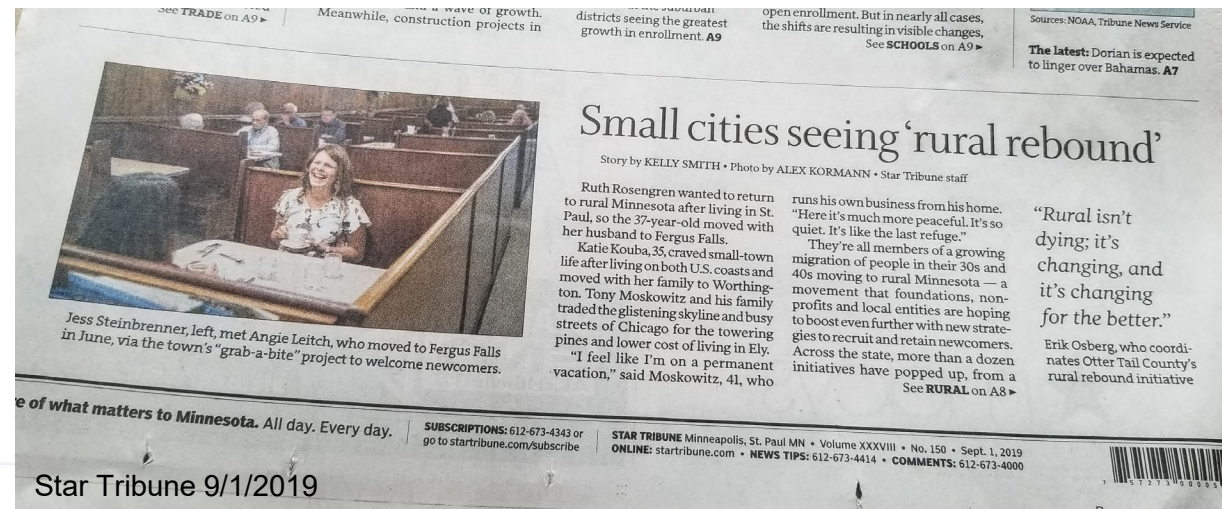 See TRADE on A9 ►
a wave of growth.
Meanwhile, construction projects in
districts seeing the greatest
growth in enrollment. A9
open enrollment. But in nearly all cases,
the shifts are resulting in visible changes,
See SCHOOLS on A9 ►
Sources: NOAA, Tribune News Service
The latest: Dorian is expected
to linger over Bahamas. A7
Small cities seeing ‘rural rebound’
Story by KELLY SMITH • Photo by ALEX KORMANN • Star Tribune staff
Jess Steinbrenner, left, met Angie Leitch, who moved to Fergus Falls
in June, via the town’s “grab-a-bite” project to welcome newcomers.
Ruth Rosengren wanted to return
to rural Minnesota after living in St.
Paul, so the 37-year-old moved with
her husband to Fergus Falls.
Katie Kouba, 35, craved small-town
life after living on both U.S. coasts and
moved with her family to Worthing-
ton. Tony Moskowitz and his family
traded the glistening skyline and busy
streets of Chicago for the towering
pines and lower cost of living in Ely.
“I feel like I’m on a permanent
vacation,” said Moskowitz, 41, who
runs his own business from his home.
“Here it’s much more peaceful. It’s so
quiet. It’s like the last refuge.”
They’re all members of a growing
migration of people in their 30s and
40s moving to rural Minnesota — a
movement that foundations, non-
profits and local entities are hoping
to boost even further with new strate-
gies to recruit and retain newcomers.
Across the state, more than a dozen
initiatives have popped up, from a
See RURAL on A8 ►
“Rural isn’t
dying; it’s
changing, and
it’s changing
for the better.”
Erik Osberg, who coordi-
nates Otter Tail County’s
rural rebound initiative
of what matters to Minnesota. All day. Every day.
SUBSCRIPTIONS: 612-673-4343 or
go to startribune.com/subscribe
STAR TRIBUNE Minneapolis, St. Paul MN • Volume XXXVIII • No. 150 • Sept. 1, 2019
ONLINE: startribune.com • NEWS TIPS: 612-673-4414 • COMMENTS: 612-673-4000
Star Tribune 9/1/2019